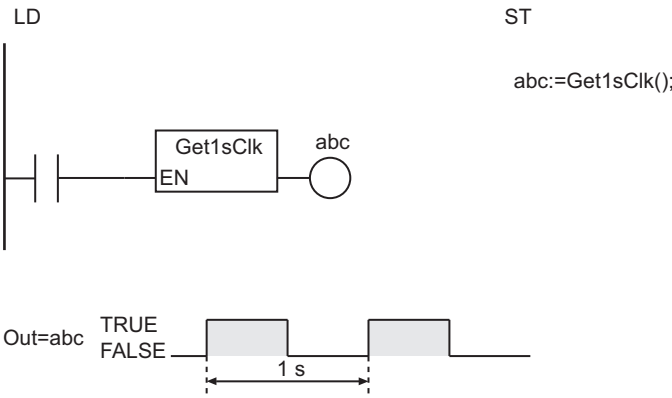 LD
ST
abc:=Get1sClk();
Get1sClk
EN
abc
Out=abc
TRUE
FALSE
1 s